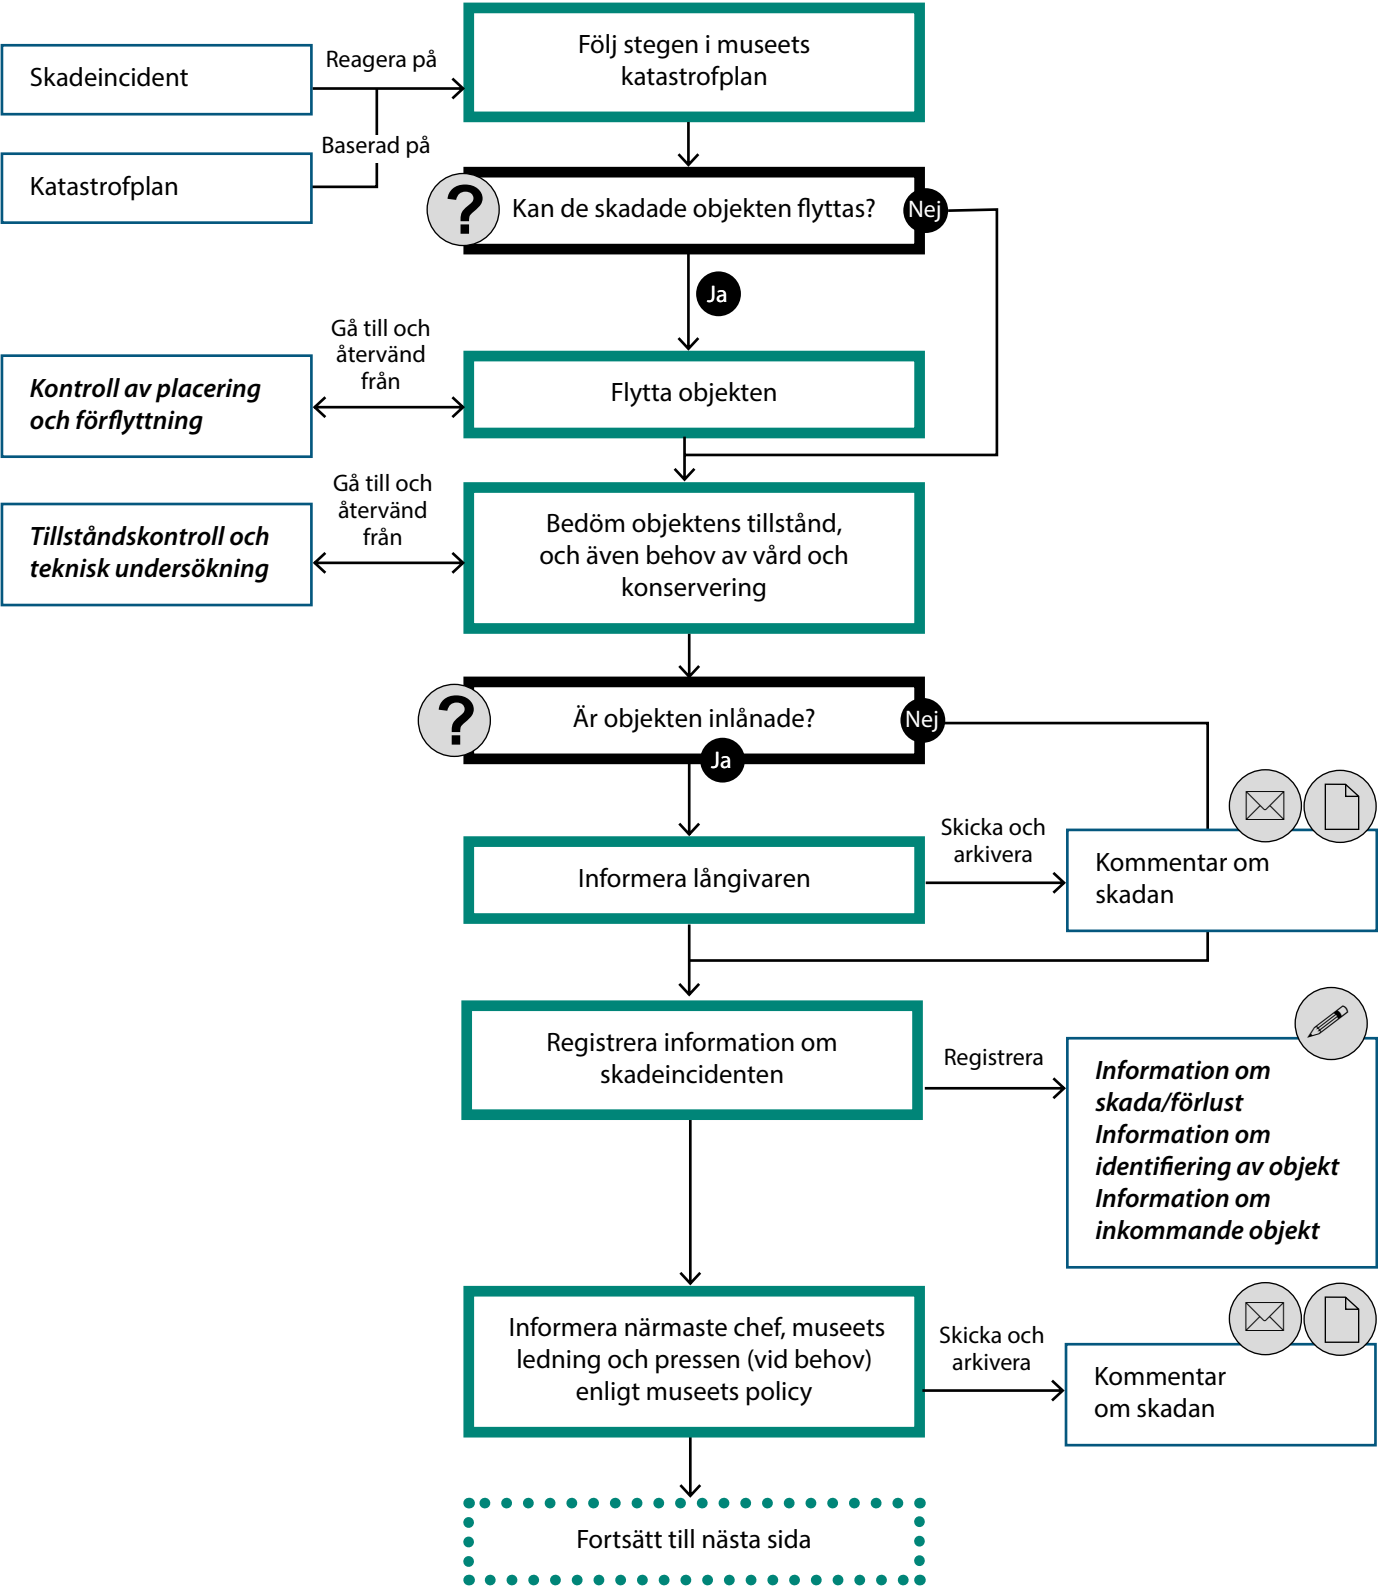 Följ stegen i museets
katastrofplan
Skadeincident
Reagera på
Baserad på
Katastrofplan
?
Kan de skadade objekten flyttas?
Nej
Ja
Gå till och
återvänd
från
Kontroll av placering
och förflyttning
Flytta objekten
Gå till och
återvänd
från
Tillståndskontroll och
teknisk undersökning
Bedöm objektens tillstånd,
och även behov av vård och
konservering
?
Är objekten inlånade?
Nej
Ja
Informera långivaren
Skicka och
arkivera
Kommentar om
skadan
Registrera information om
skadeincidenten
Registrera
Information om
skada/förlust
Information om
identifiering av objekt
Information om
inkommande objekt
Informera närmaste chef, museets
ledning och pressen (vid behov)
enligt museets policy
Skicka och
arkivera
Kommentar
om skadan
Fortsätt till nästa sida